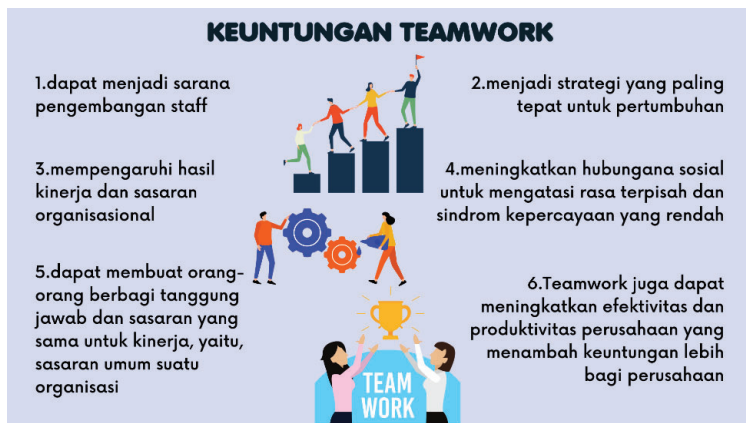 KEUNTUNGAN TEAMWORK
1.dapat menjadi sarana
pengembangan staff
2.menjadi strategi yang paling
tepat untuk pertumbuhan
3.mempengaruhi hasil
kinerja dan sasaran
organisasional
4.meningkatkan hubungana sosial
untuk mengatasi rasa terpisah dan
sindrom kepercayaan yang rendah
5.dapat membuat orang-
orang berbagi tanggung
jawab dan sasaran yang
sama untuk kinerja, yaitu,
sasaran umum suatu
organisasi
6.Teamwork juga dapat
meningkatkan efektivitas dan
produktivitas perusahaan yang
menambah keuntungan lebih
bagi perusahaan
TEAM
WORK